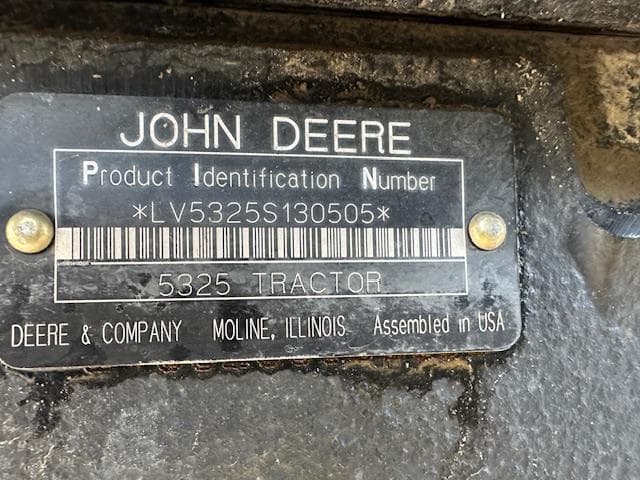 JOHN DEERE
Product Identification Number
*LV5325S130505*
5325 TRACTOR
DEERE & COMPANY MOLINE, ILLINOIS Assembled in USA